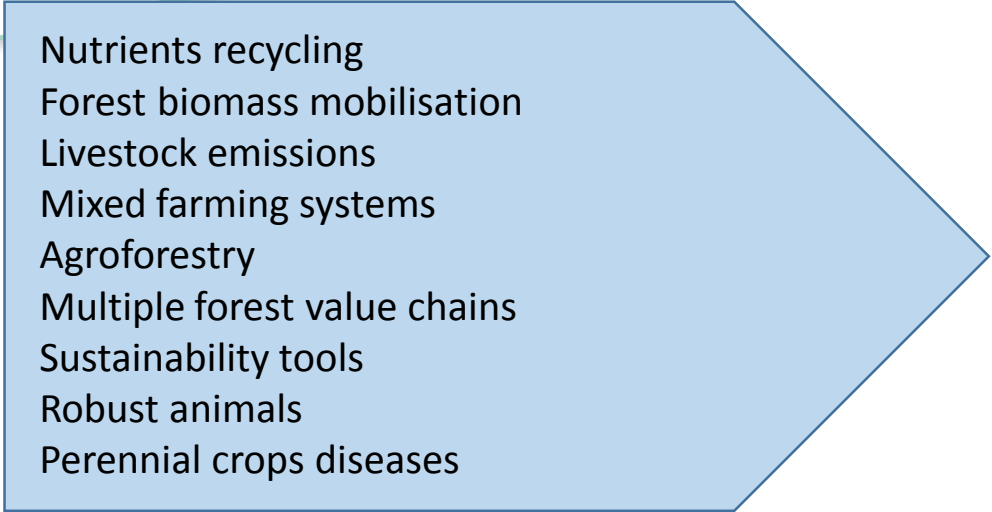 Nutrients recycling
Forest biomass mobilisation
Livestock emissions
Mixed farming systems
Agroforestry
Multiple forest value chains
Sustainability tools
Robust animals
Perennial crops diseases